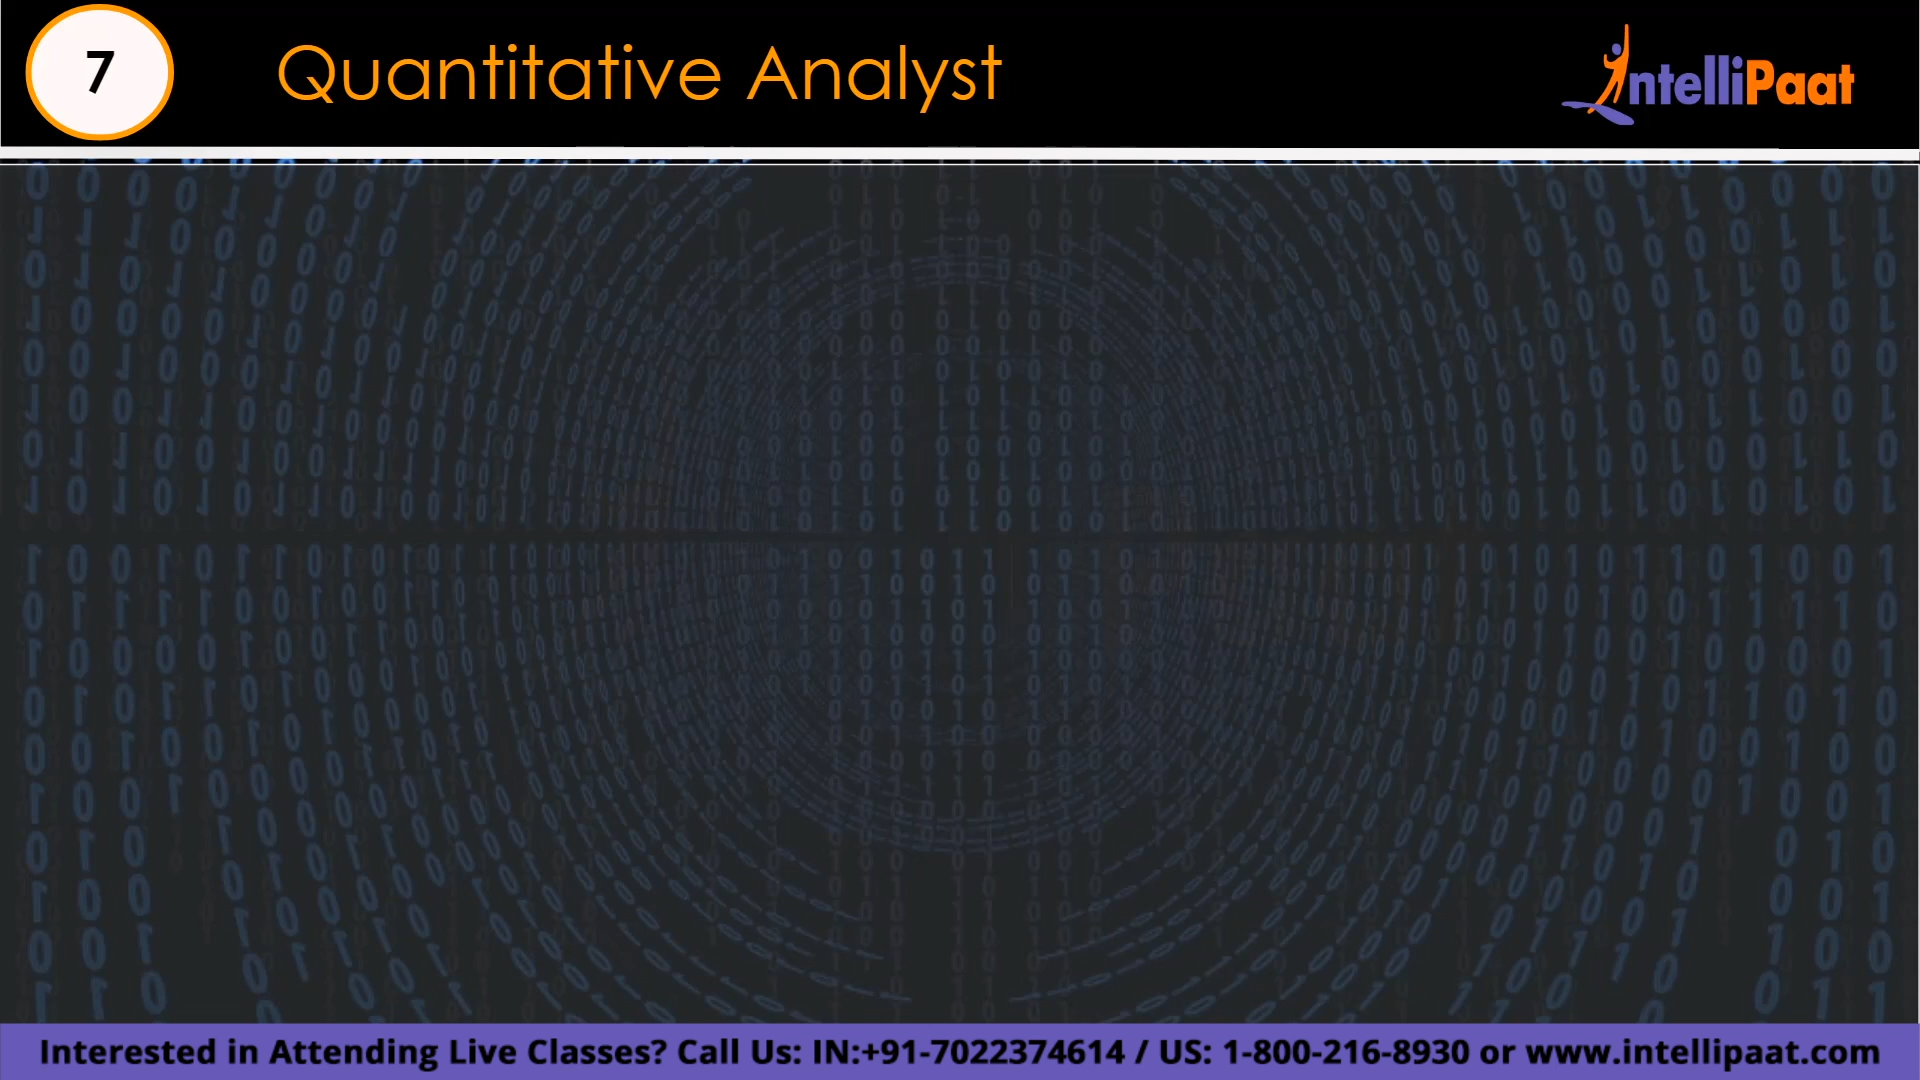 7
Quantitative Analyst
IntelliPaat
Interested in Attending Live Classes? Call Us: IN:+91-7022374614 / US: 1-800-216-8930 or www.intellipaat.com